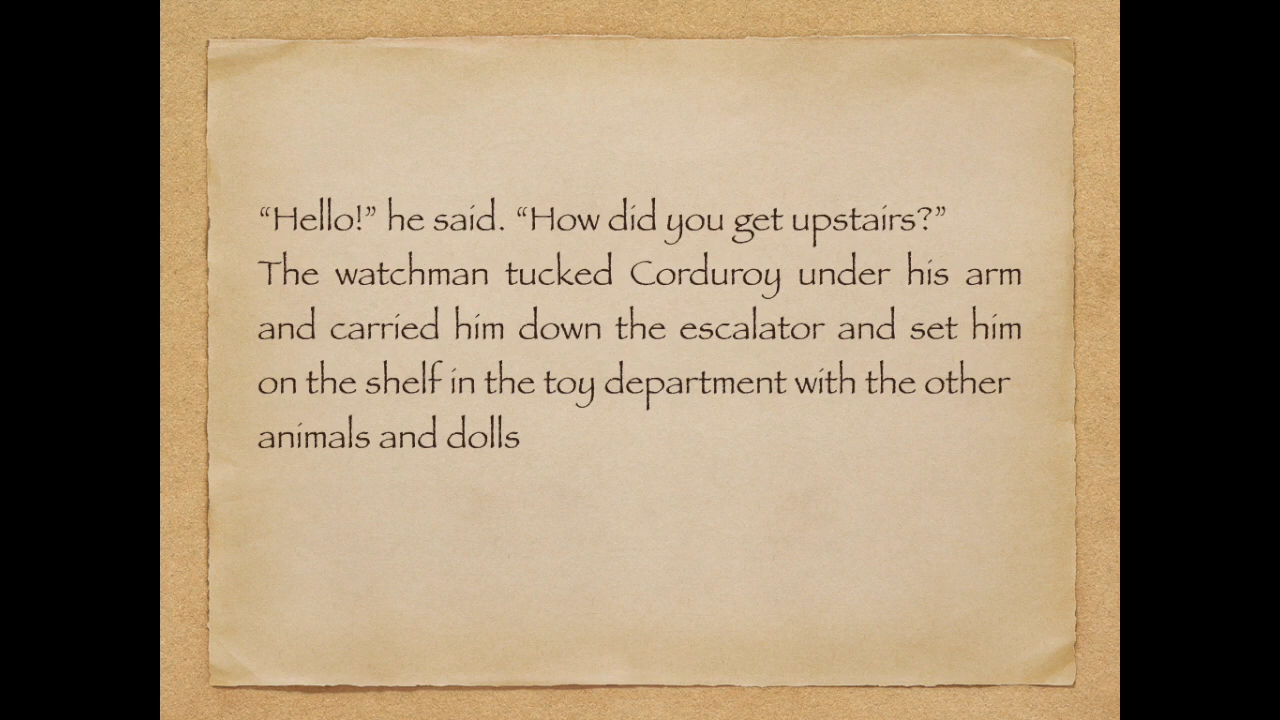 “Hello!” he said. “How did you get upstairs?”
The watchman tucked Corduroy under his arm
and carried him down the escalator and set him
on the shelf in the toy department with the other
animals and dolls